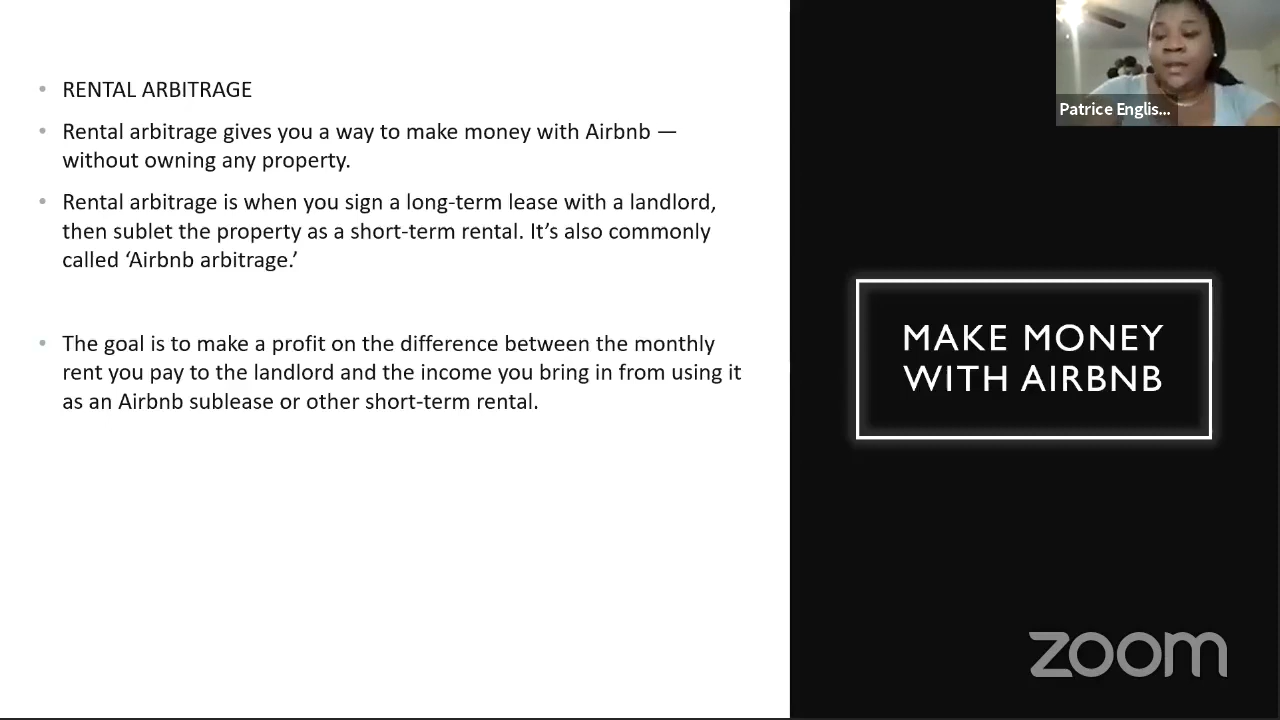 RENTAL ARBITRAGE
Rental arbitrage gives you a way to make money with Airbnb —
without owning any property.
Rental arbitrage is when you sign a long-term lease with a landlord,
then sublet the property as a short-term rental. It’s also commonly
called ‘Airbnb arbitrage.’
The goal is to make a profit on the difference between the monthly
rent you pay to the landlord and the income you bring in from using it
as an Airbnb sublease or other short-term rental.
MAKE MONEY
WITH AIRBNB
Patrice Englis...
zoom